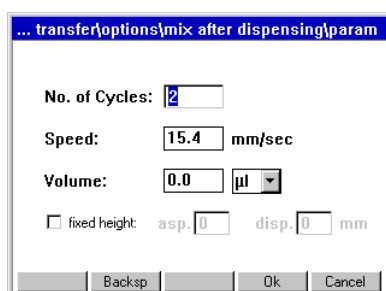 ... transfer\options\mix after dispensing\param
No. of Cycles: 2
Speed: 15.4 mm/sec
Volume: 0.0 µl
fixed height: asp. 0 disp. 0 mm
Backsp Ok Cancel